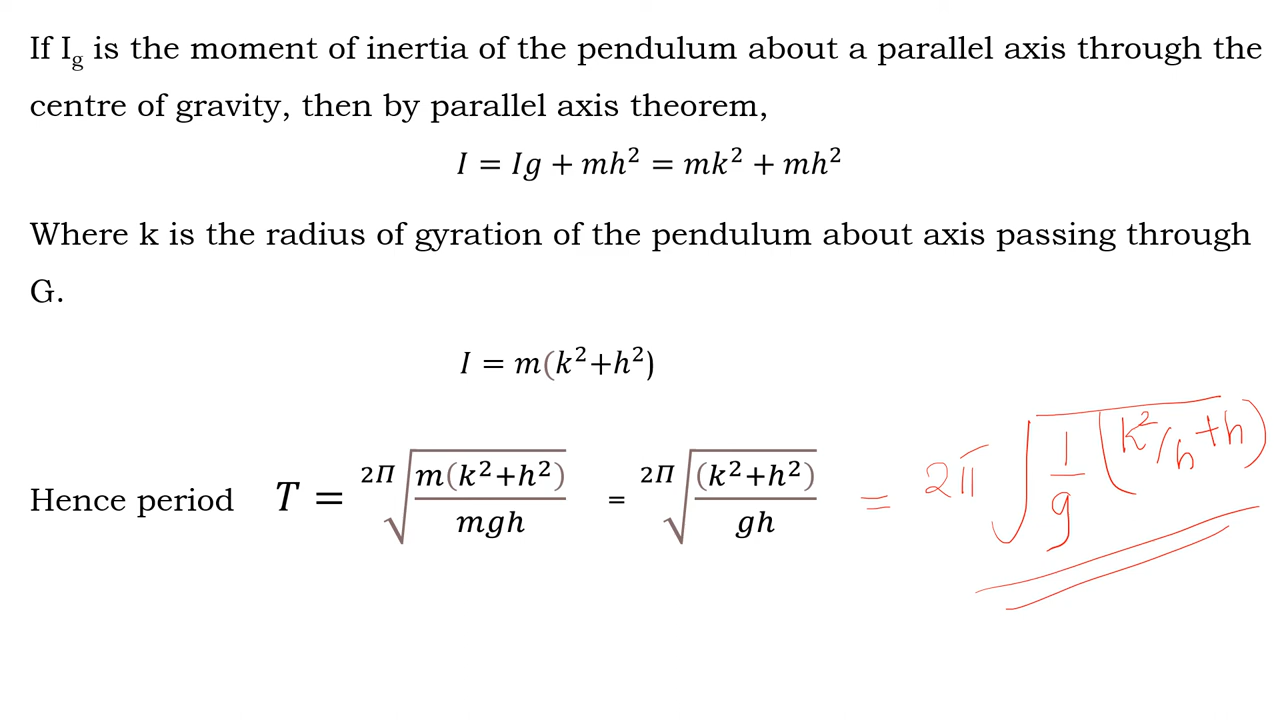 If I_g is the moment of inertia of the pendulum about a parallel axis through the
centre of gravity, then by parallel axis theorem,
I = Ig + mh² = mk² + mh²
Where k is the radius of gyration of the pendulum about axis passing through
G.
I = m(k²+h²)
Hence period T = 2Π√(m(k²+h²)/mgh) = 2Π√((k²+h²)/gh) = 2π√(1/g (k²/h + h))